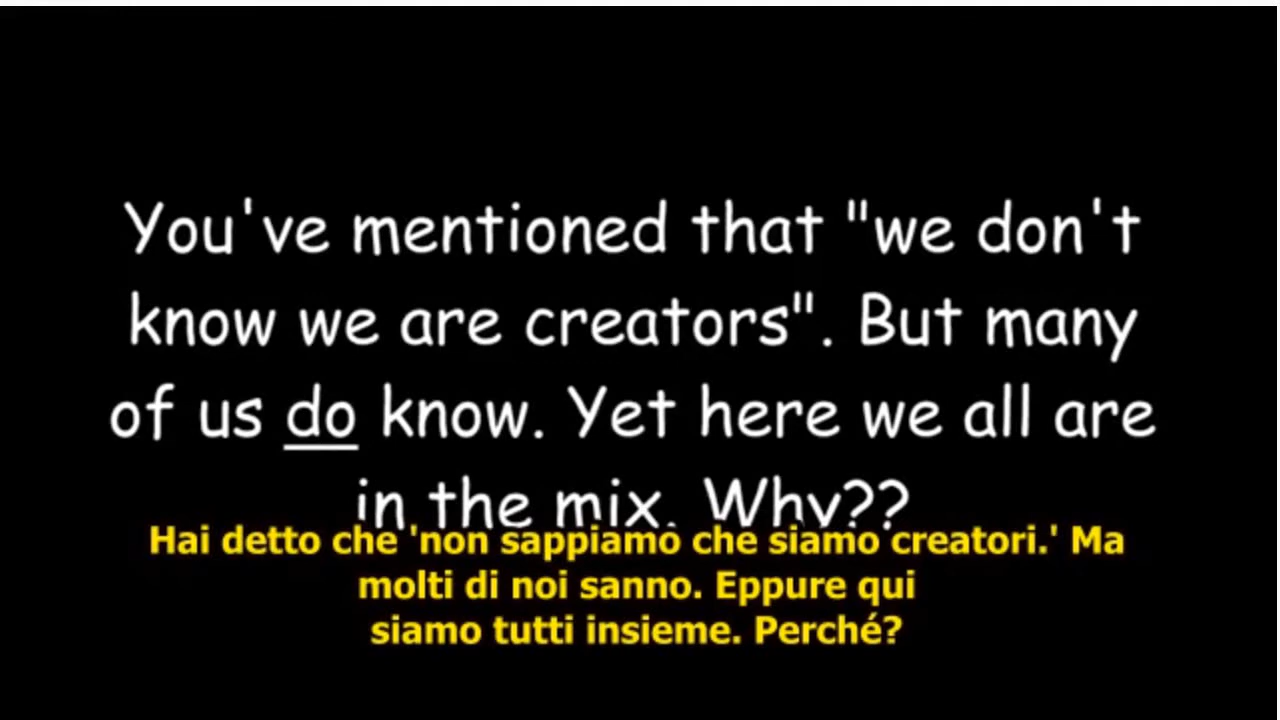 You've mentioned that "we don't
know we are creators". But many
of us do know. Yet here we all are
in the mix. Why??
Hai detto che 'non sappiamo che siamo creatori.' Ma
molti di noi sanno. Eppure qui
siamo tutti insieme. Perché?